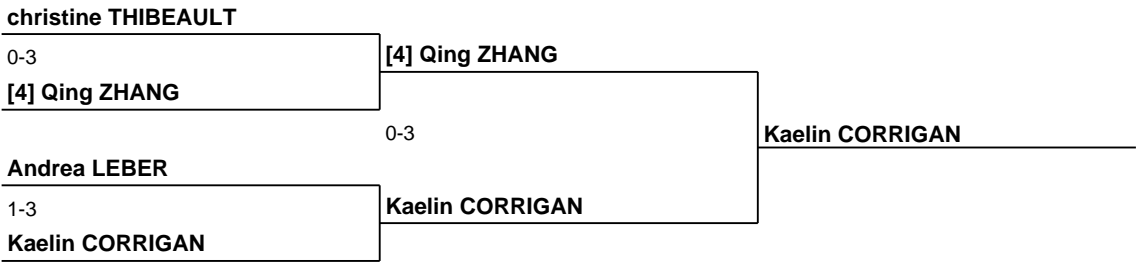 christine THIBEAULT
0-3
[4] Qing ZHANG
[4] Qing ZHANG
0-3
Kaelin CORRIGAN
Andrea LEBER
1-3
Kaelin CORRIGAN
Kaelin CORRIGAN